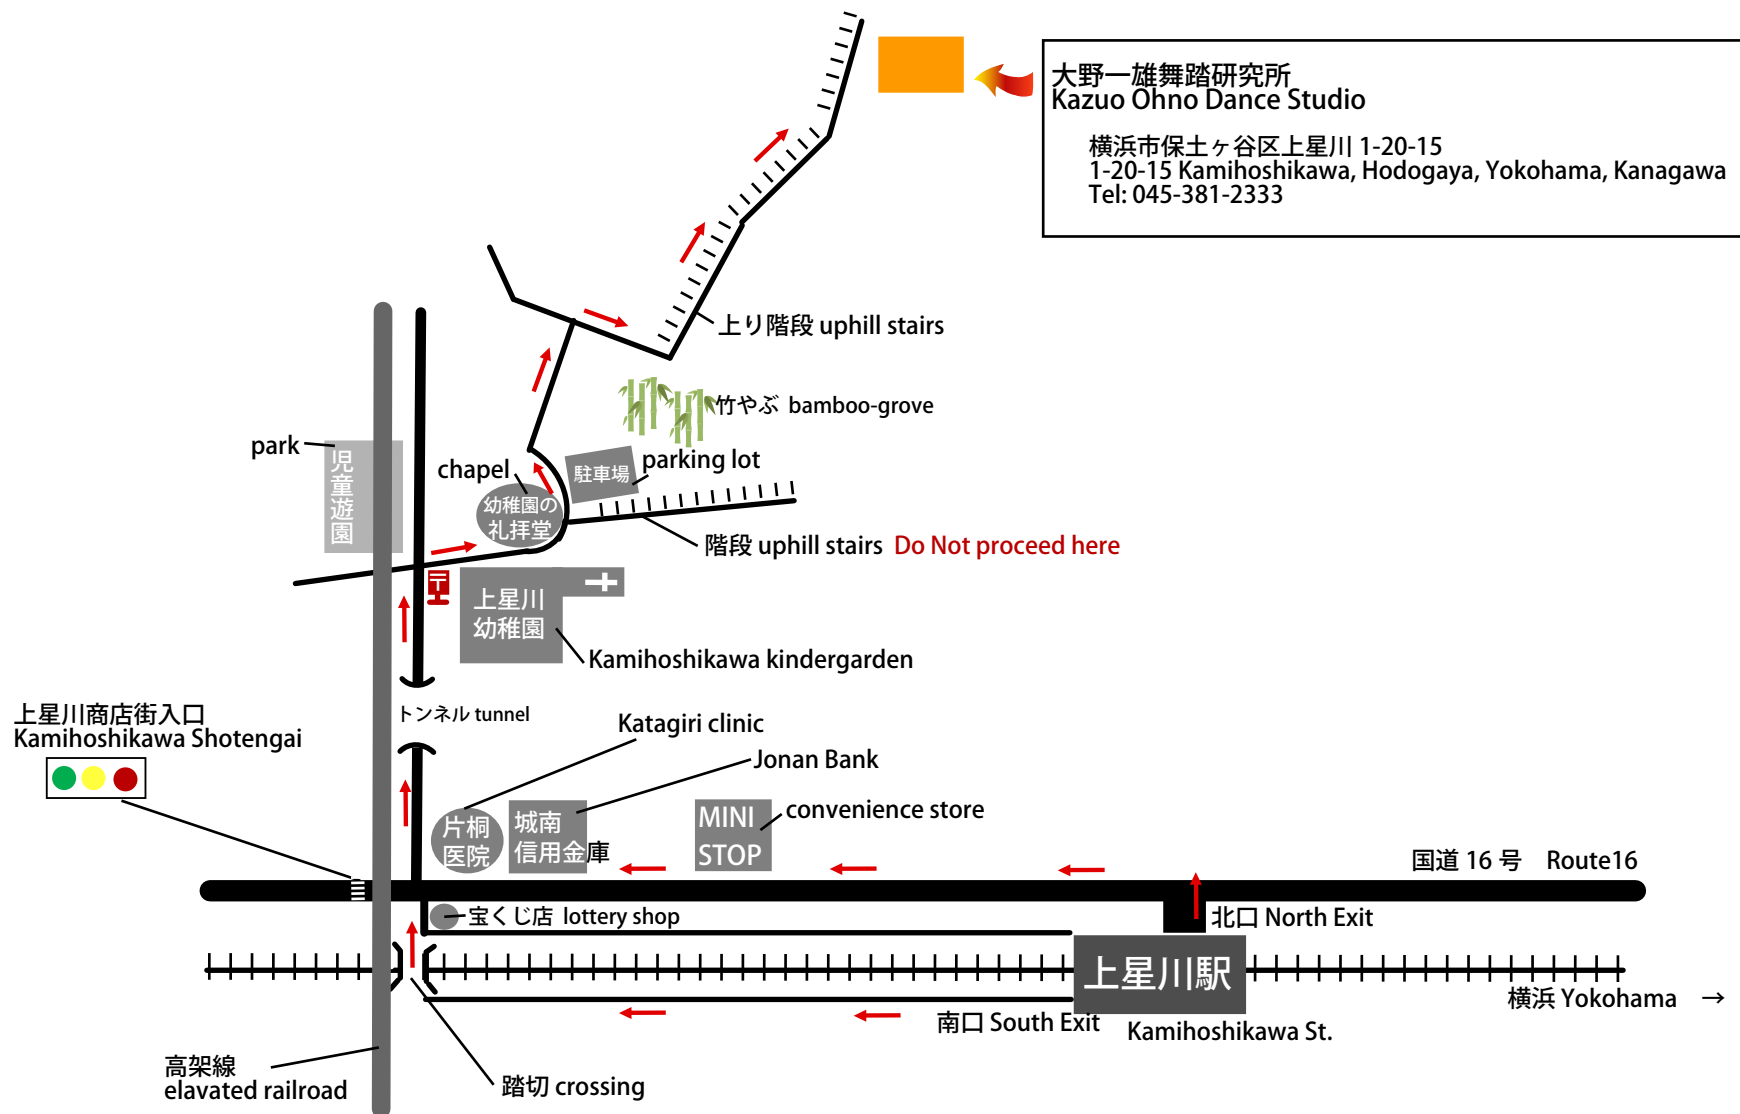 大野一雄舞踏研究所
Kazuo Ohno Dance Studio
横浜市保土ヶ谷区上星川 1-20-15
1-20-15 Kamihoshikawa, Hodogaya, Yokohama, Kanagawa
Tel: 045-381-2333
上り階段 uphill stairs
竹やぶ bamboo-grove
park
児童遊園
chapel
幼稚園の
礼拝堂
駐車場
parking lot
階段 uphill stairs Do Not proceed here
〒
上星川
幼稚園
Kamihoshikawa kindergarden
上星川商店街入口
Kamihoshikawa Shotengai
トンネル tunnel
Katagiri clinic
Jonan Bank
convenience store
片桐
医院
城南
信用金庫
MINI
STOP
国道 16 号 Route16
宝くじ店 lottery shop
北口 North Exit
上星川駅
横浜 Yokohama →
南口 South Exit
Kamihoshikawa St.
高架線
elavated railroad
踏切 crossing